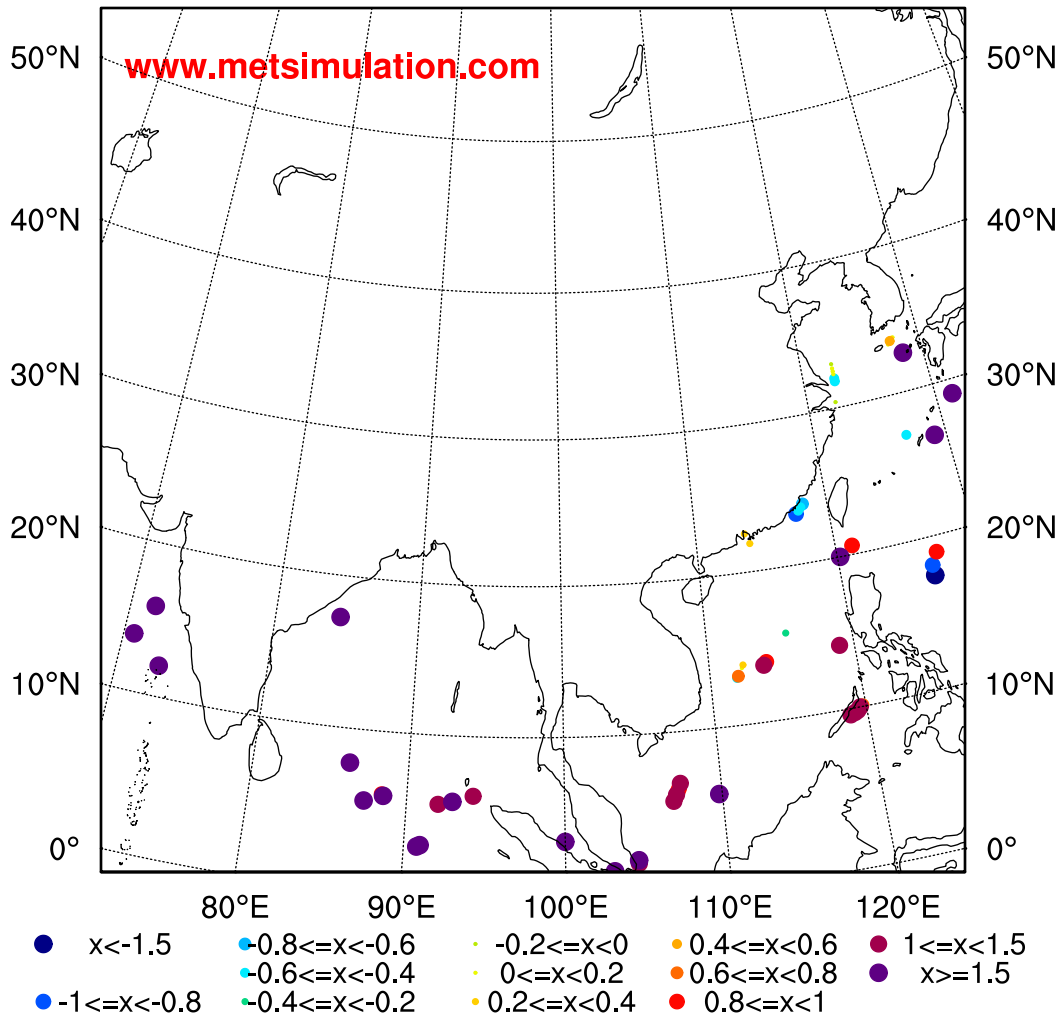 www.metsimulation.com
50°N 50°N
40°N 40°N
30°N 30°N
20°N 20°N
10°N 10°N
0° 0°
80°E 90°E 100°E 110°E 120°E
x<-1.5 -0.8<=x<-0.6 -0.2<=x<0 0.4<=x<0.6 1<=x<1.5
-0.6<=x<-0.4 0<=x<0.2 0.6<=x<0.8 x>=1.5
-1<=x<-0.8 -0.4<=x<-0.2 0.2<=x<0.4 0.8<=x<1